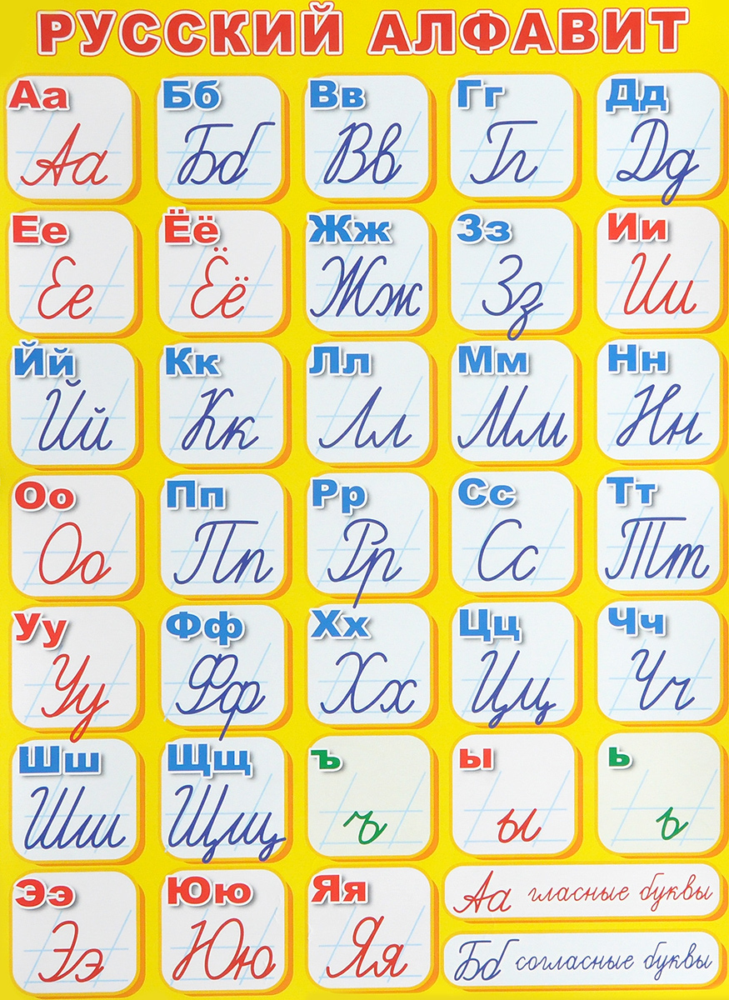 РУССКИЙ АЛФАВИТ
Аа Бб Вв Гг Дд
Аа Бб Вв Гг Дд
Ее Ёё Жж Зз Ии
Ее Ёё Жж Зз Ии
Йй Кк Лл Мм Нн
Йй Кк Лл Мм Нн
Оо Пп Рр Сс Тт
Оо Пп Рр Сс Тт
Уу Фф Хх Цц Чч
Уу Фф Хх Цц Чч
Шш Щщ ъ ы ь
Шш Щщ ъ ы ь
Ээ Юю Яя
Ээ Юю Яя
Аа гласные буквы
Бб согласные буквы